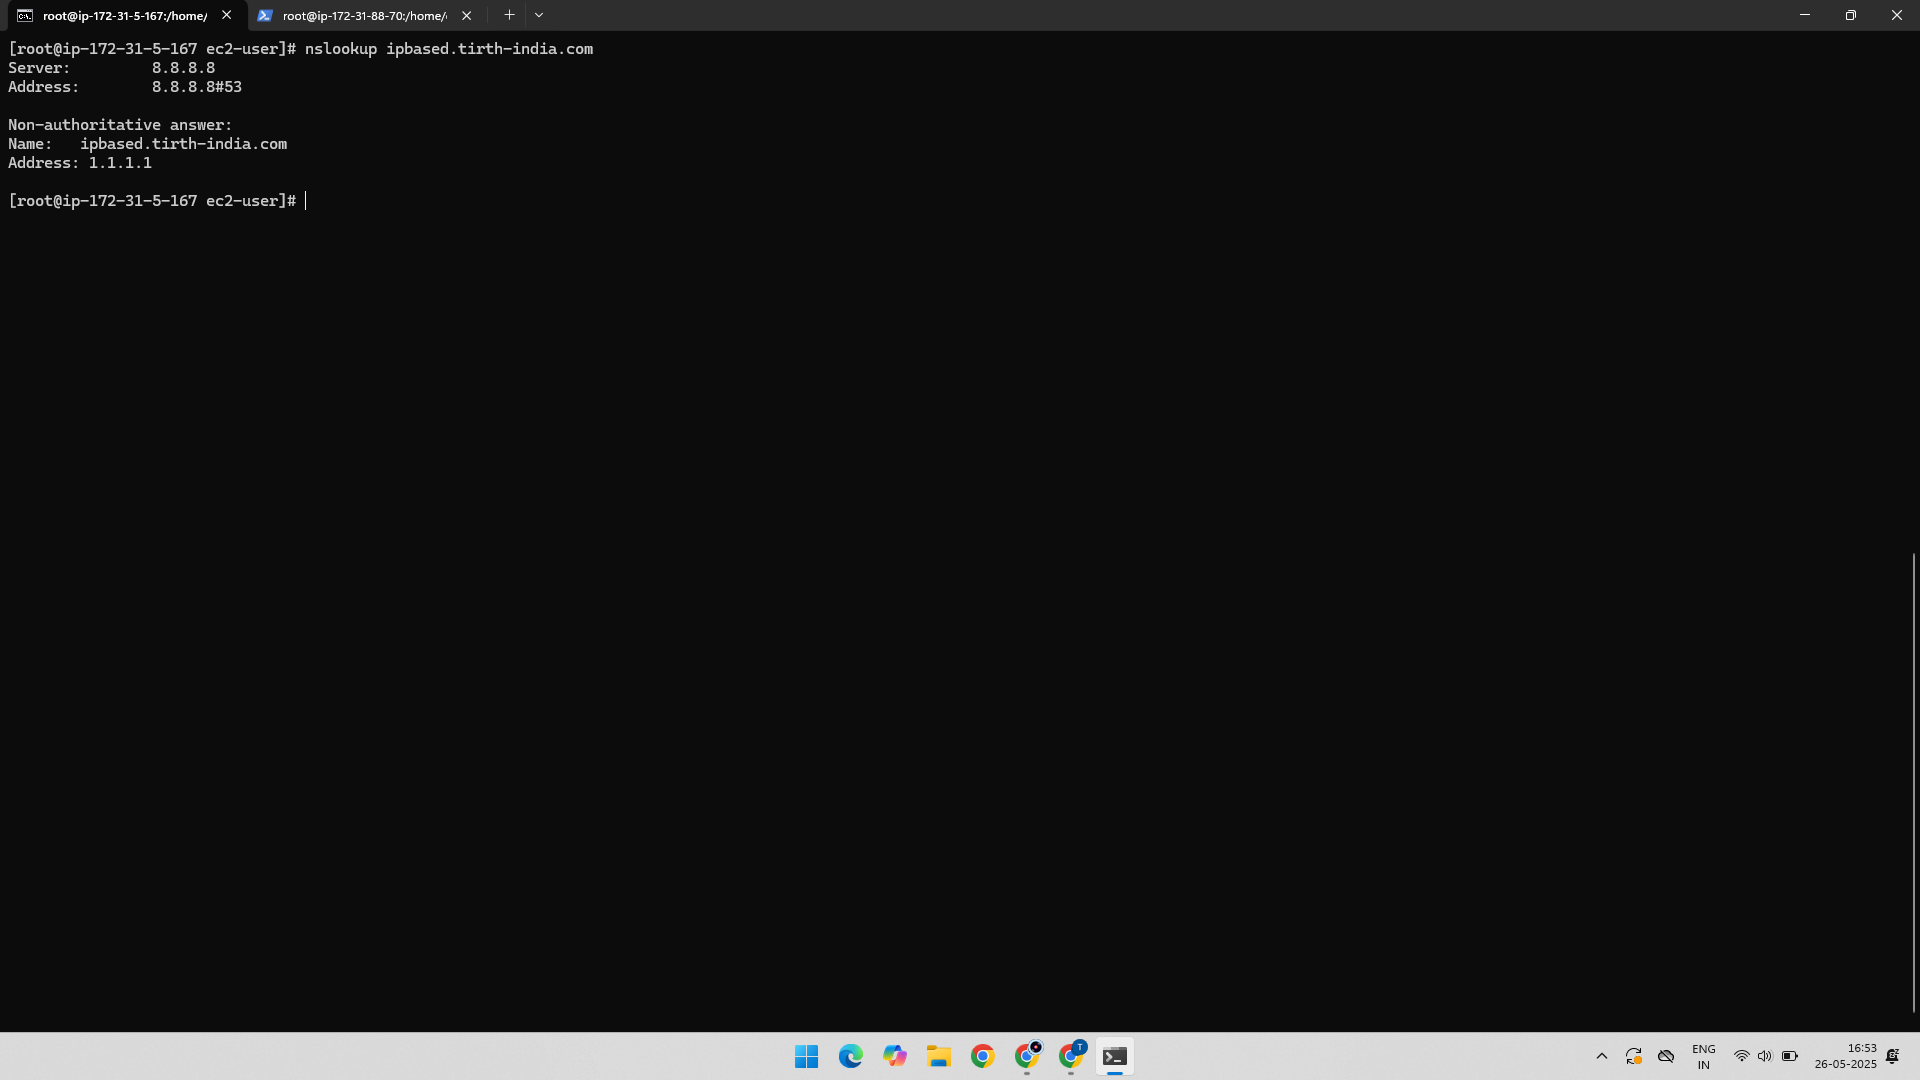 root@ip-172-31-5-167:/home/
root@ip-172-31-88-70:/home/
[root@ip-172-31-5-167 ec2-user]# nslookup ipbased.tirth-india.com
Server:         8.8.8.8
Address:        8.8.8.8#53
Non-authoritative answer:
Name:   ipbased.tirth-india.com
Address: 1.1.1.1
[root@ip-172-31-5-167 ec2-user]#
T
ENG
IN
16:53
26-05-2025